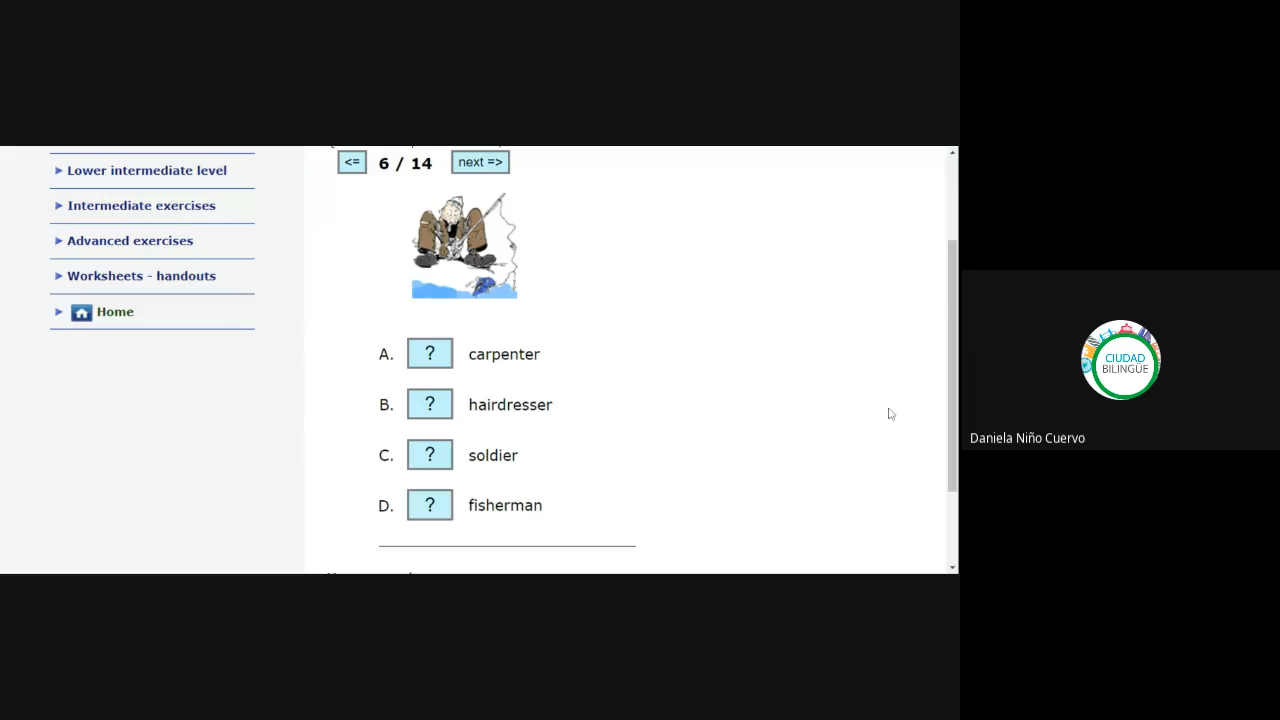 Lower intermediate level
Intermediate exercises
Advanced exercises
Worksheets - handouts
Home
<= 6 / 14 next =>
A. ? carpenter
B. ? hairdresser
C. ? soldier
D. ? fisherman
CIUDAD
BILINGÜE
Daniela Niño Cuervo